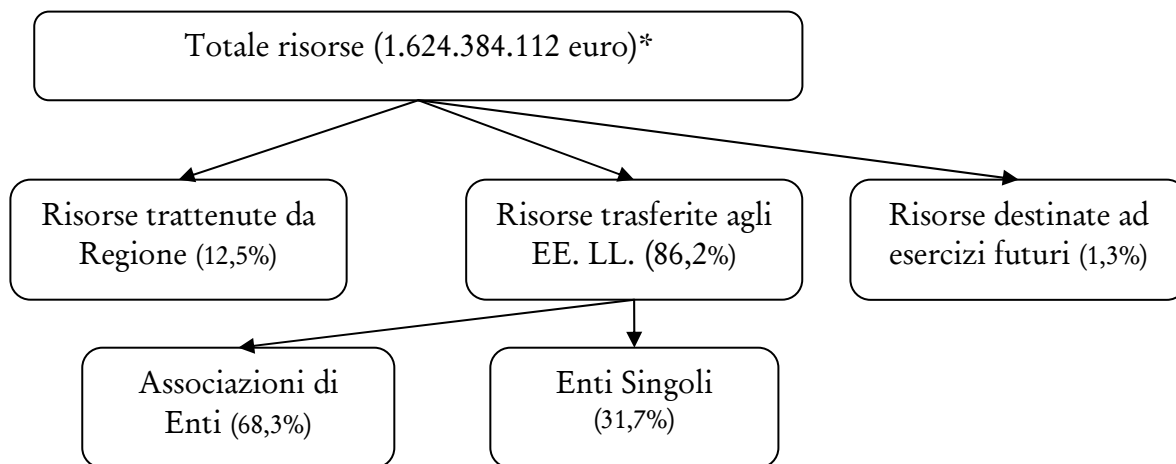 Totale risorse (1.624.384.112 euro)*
Risorse trattenute da
Regione (12,5%)
Risorse trasferite agli
EE. LL. (86,2%)
Risorse destinate ad
esercizi futuri (1,3%)
Associazioni di
Enti (68,3%)
Enti Singoli
(31,7%)